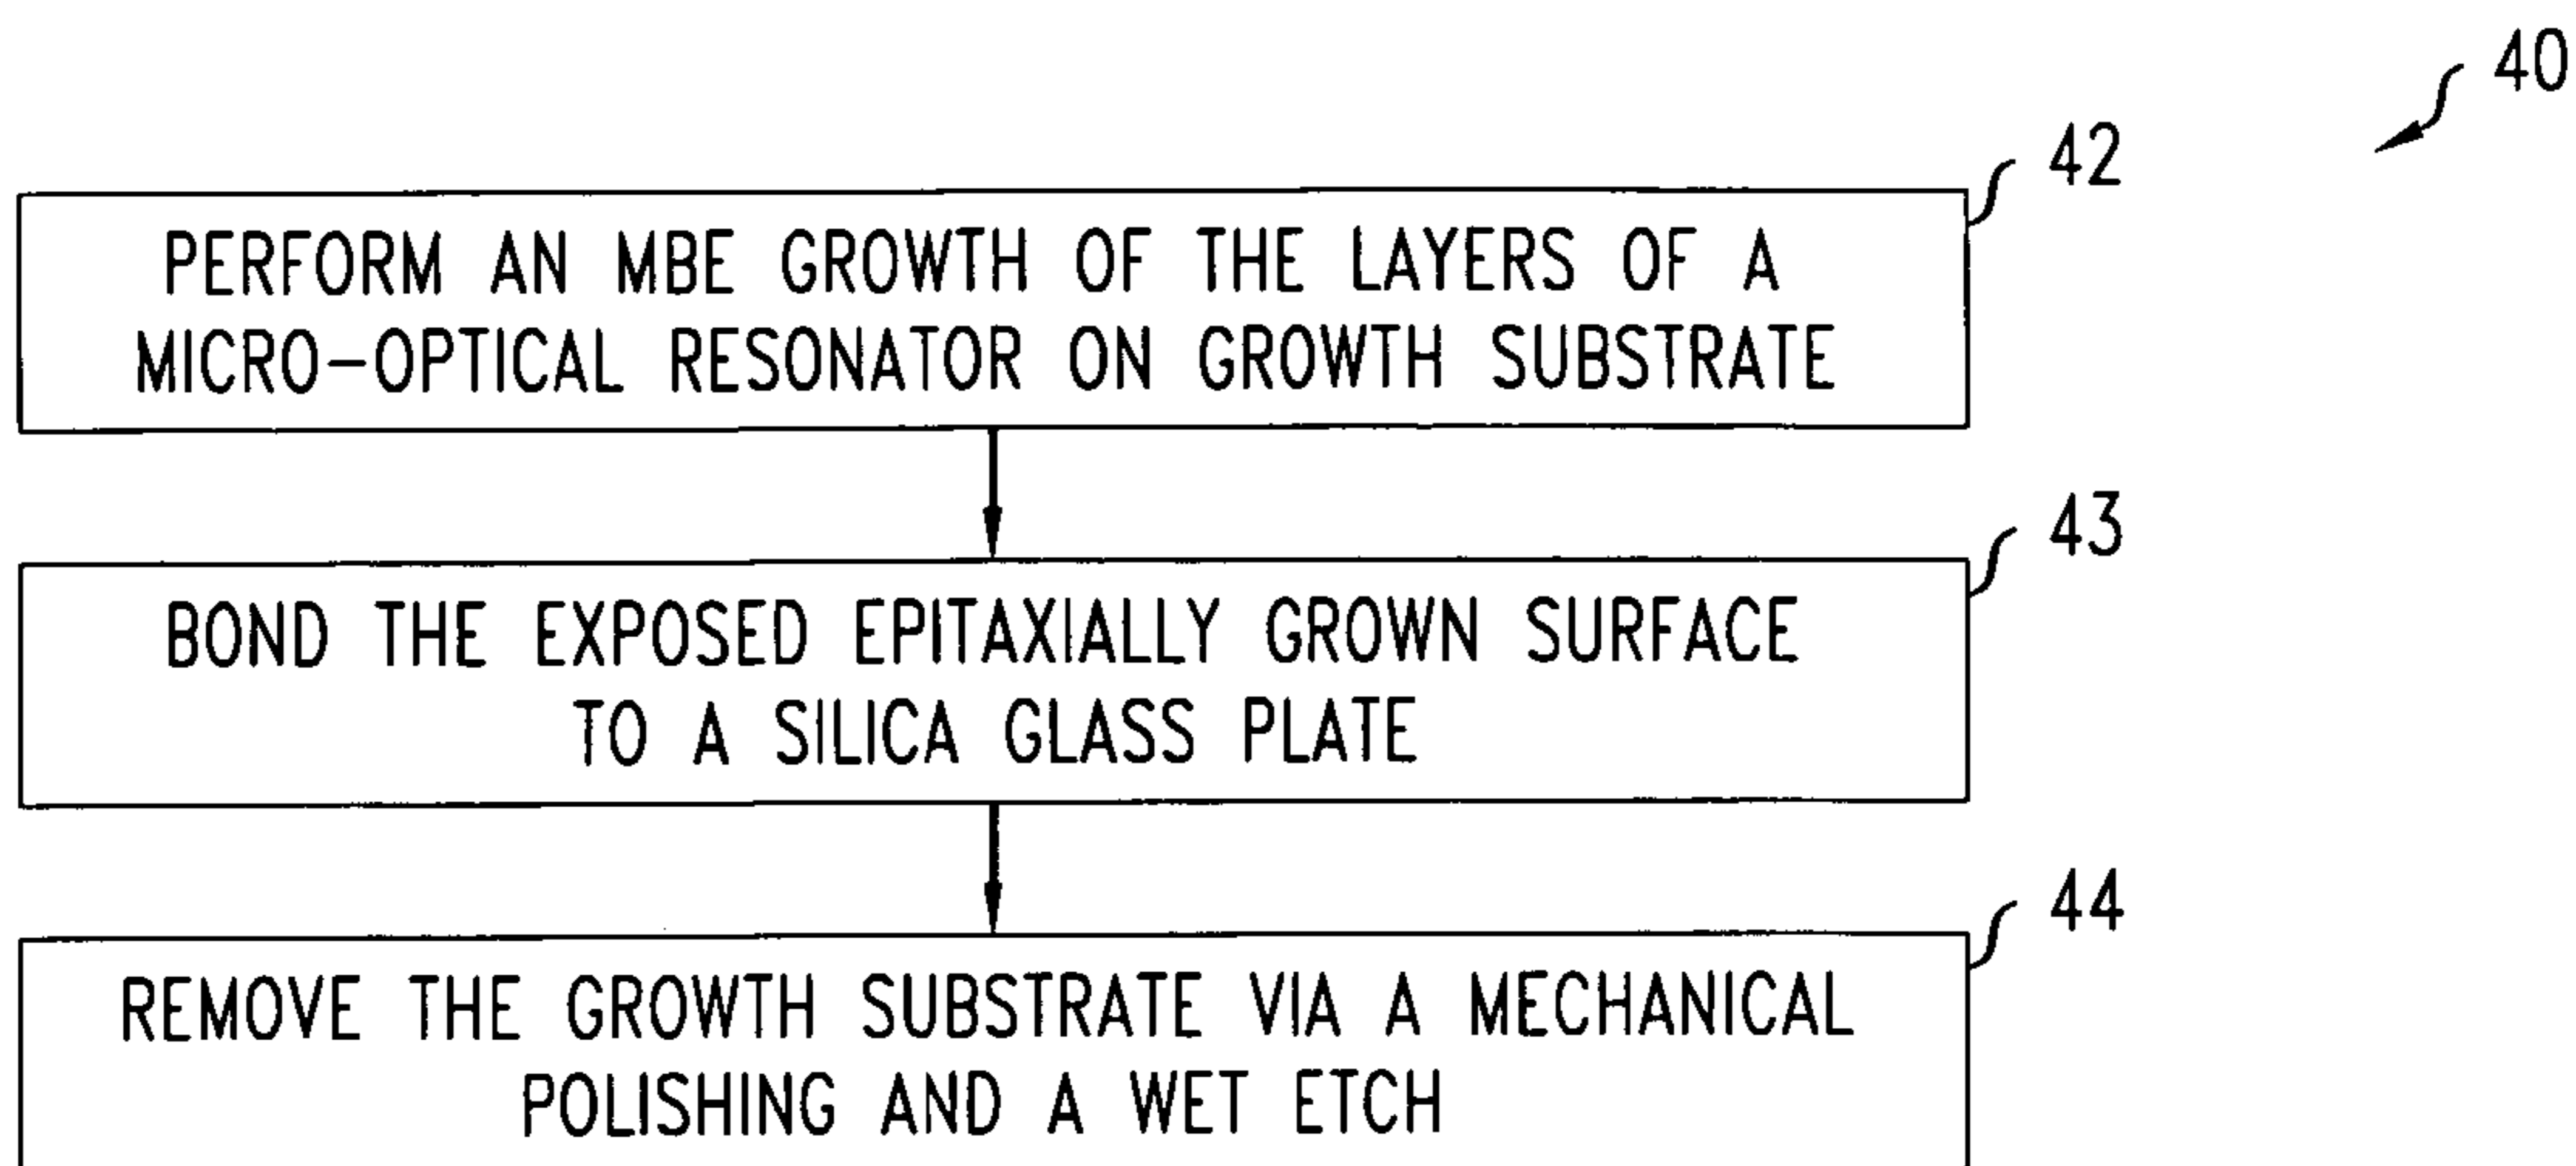 40
42
PERFORM AN MBE GROWTH OF THE LAYERS OF A
MICRO-OPTICAL RESONATOR ON GROWTH SUBSTRATE
43
BOND THE EXPOSED EPITAXIALLY GROWN SURFACE
TO A SILICA GLASS PLATE
44
REMOVE THE GROWTH SUBSTRATE VIA A MECHANICAL
POLISHING AND A WET ETCH